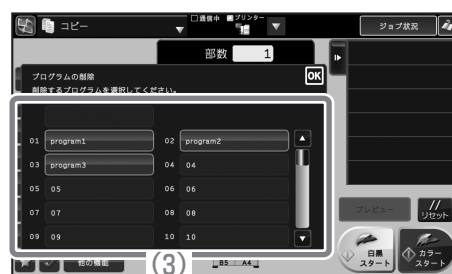 コピー
通信中 プリンター
ジョブ状況
部数 1
プログラムの削除
OK
削除するプログラムを選択してください。
01 program1 02 program2
03 program3 04 04
05 05 06 06
07 07 08 08
09 09 10 10
プレビュー
リセット
白黒
スタート
カラー
スタート
他の機能
(3)
B5 A4